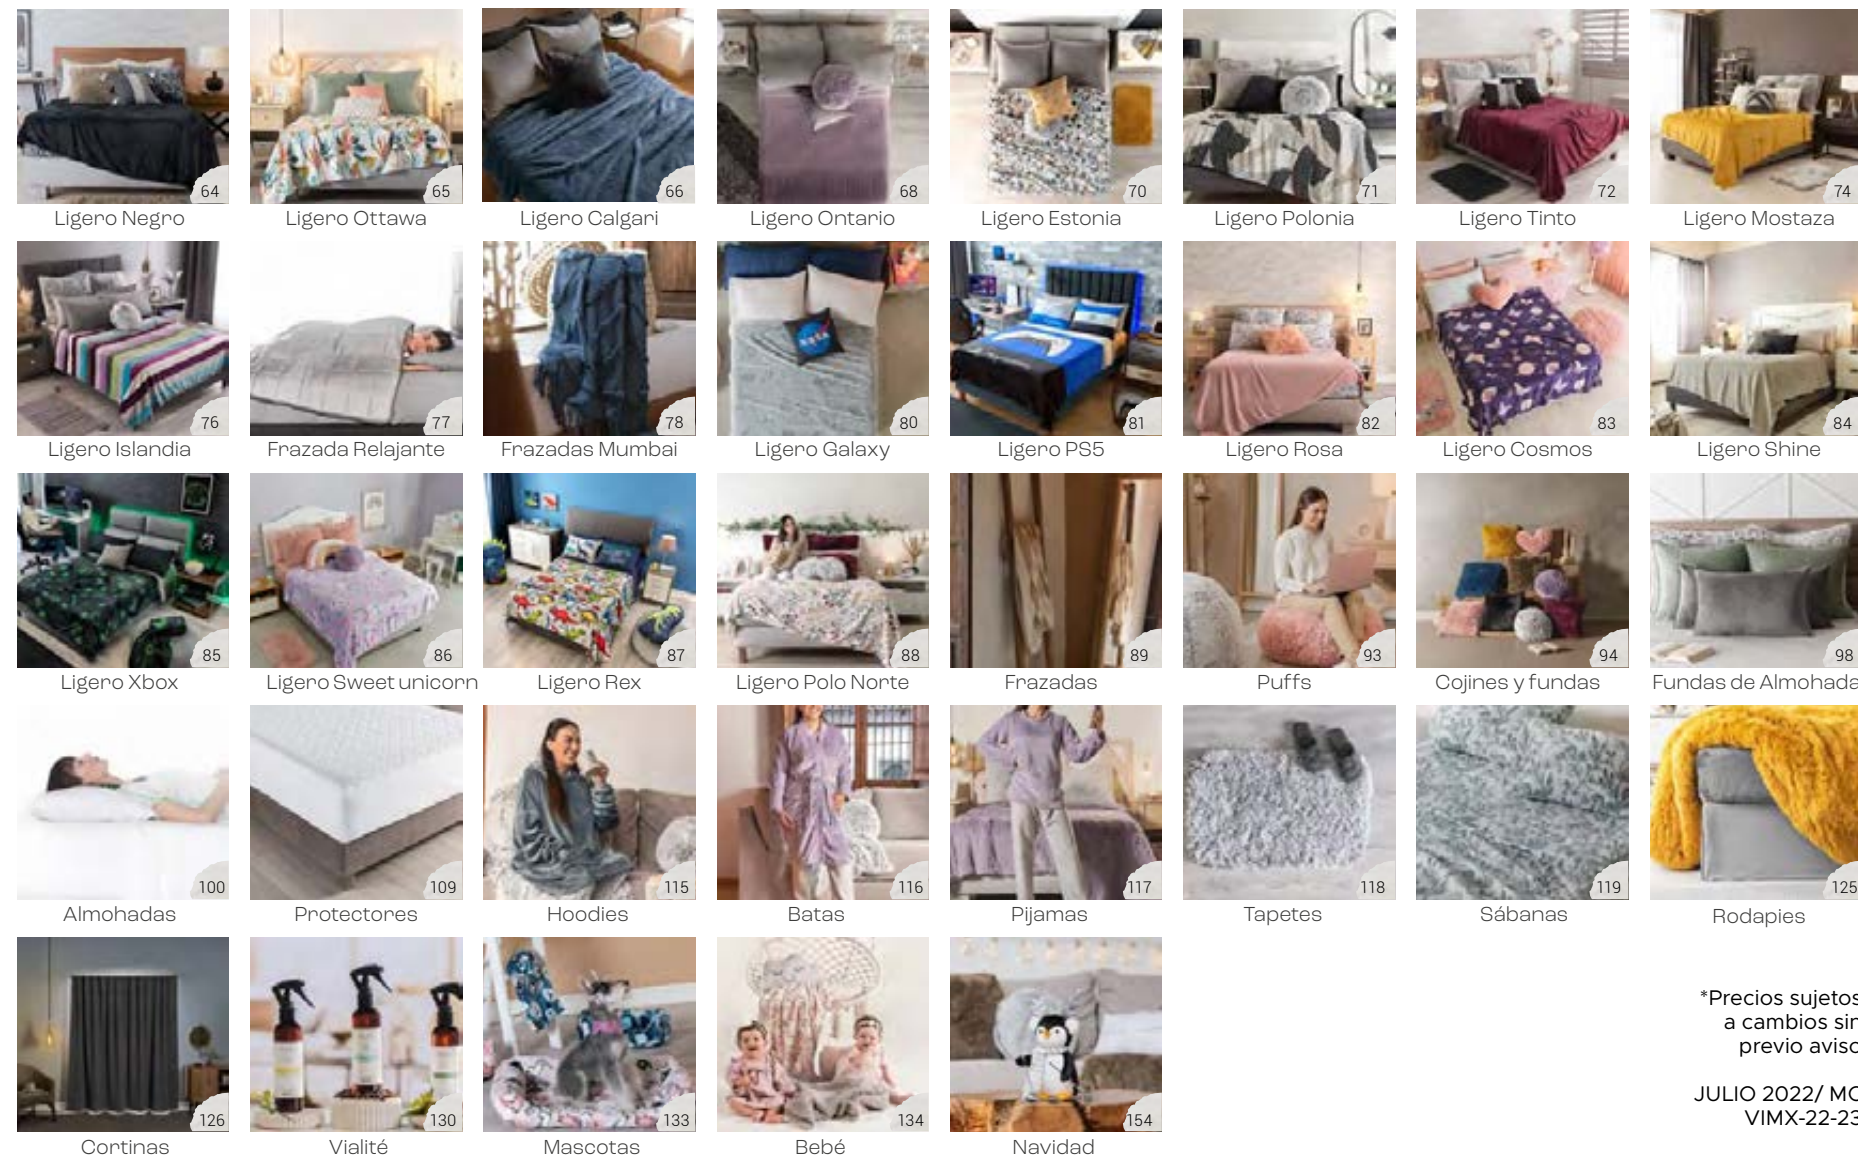 64 65 66 68 70 71 72 74
Ligero Negro Ligero Ottawa Ligero Calgari Ligero Ontario Ligero Estonia Ligero Polonia Ligero Tinto Ligero Mostaza
NASA
76 77 78 80 81 82 83 84
Ligero Islandia Frazada Relajante Frazadas Mumbai Ligero Galaxy Ligero PS5 Ligero Rosa Ligero Cosmos Ligero Shine
85 86 87 88 89 93 94 98
Ligero Xbox Ligero Sweet unicorn Ligero Rex Ligero Polo Norte Frazadas Puffs Cojines y fundas Fundas de Almohada
100 109 115 116 117 118 119 125
Almohadas Protectores Hoodies Batas Pijamas Tapetes Sábanas Rodapies
126 130 133 134 154
Cortinas Vialité Mascotas Bebé Navidad
*Precios sujetos
a cambios sin
previo aviso
JULIO 2022/ MC
VIMX-22-23